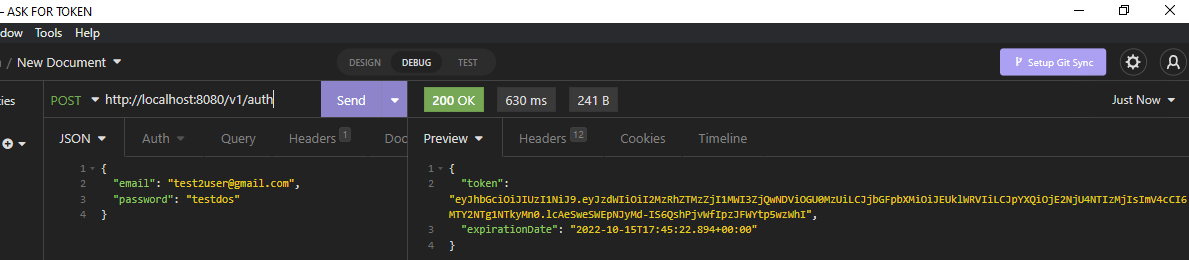 – ASK FOR TOKEN
dow Tools Help
/ New Document
DESIGN DEBUG TEST
Setup Git Sync
ties
POST http://localhost:8080/v1/auth Send
200 OK 630 ms 241 B Just Now
JSON Auth Query Headers 1 Doc
Preview Headers 12 Cookies Timeline
1 {
2 "email": "test2user@gmail.com",
3 "password": "testdos"
4 }
1 {
2 "token":
"eyJhbGciOiJIUzI1NiJ9.eyJzdWIiOiI2MzRhZTMzZjI1MWI3ZjQwNDViOGU0MzUiLCJjbGFpbXMiOiJEUklWRVIiLCJpYXQiOjE2NjU4NTIzMjIsImV4cCI6
MTY2NTg1NTkyMn0.lcAeSweSWEpNJyMd-IS6QshPjvWfIpzJFWYtp5wzWhI",
3 "expirationDate": "2022-10-15T17:45:22.894+00:00"
4 }